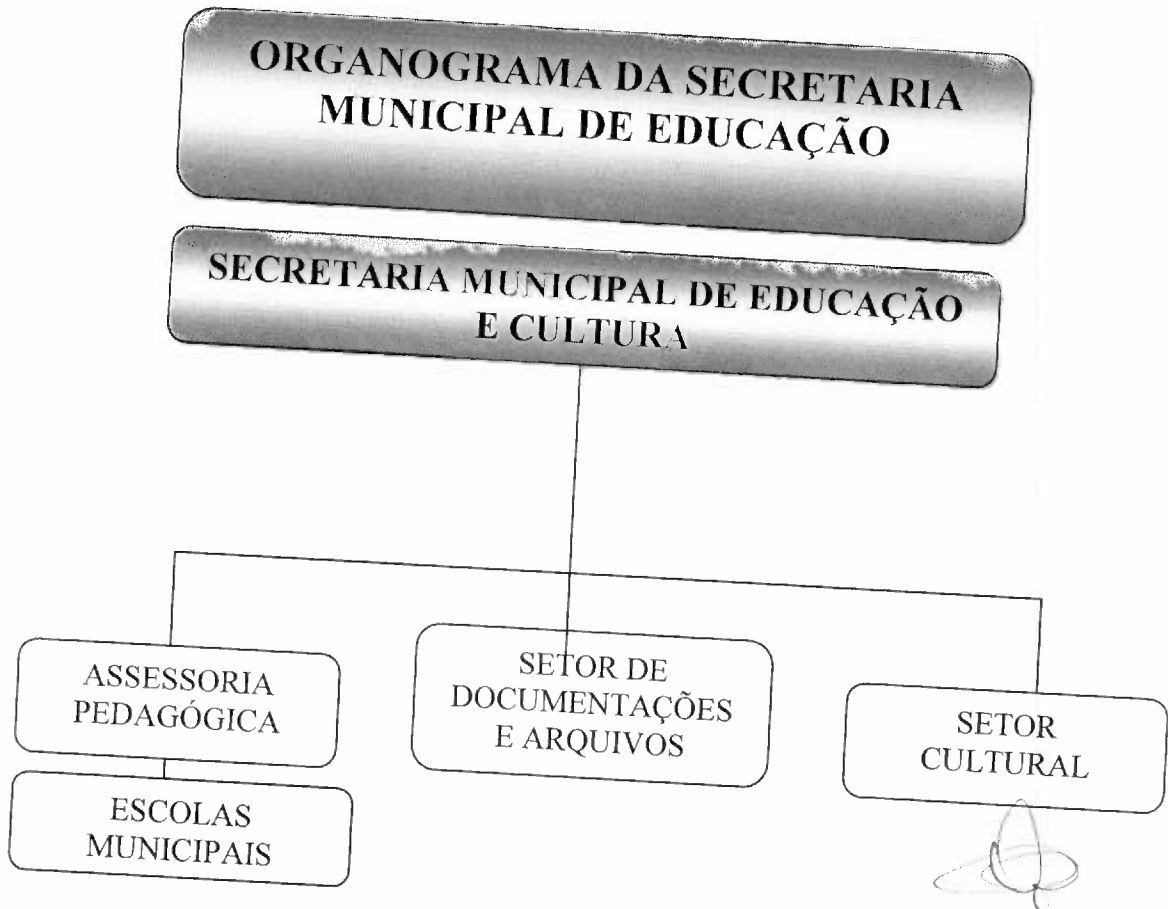 ORGANOGRAMA DA SECRETARIA
MUNICIPAL DE EDUCAÇÃO
SECRETARIA MUNICIPAL DE EDUCAÇÃO
E CULTURA
ASSESSORIA
PEDAGÓGICA
SETOR DE
DOCUMENTAÇÕES
E ARQUIVOS
SETOR
CULTURAL
ESCOLAS
MUNICIPAIS